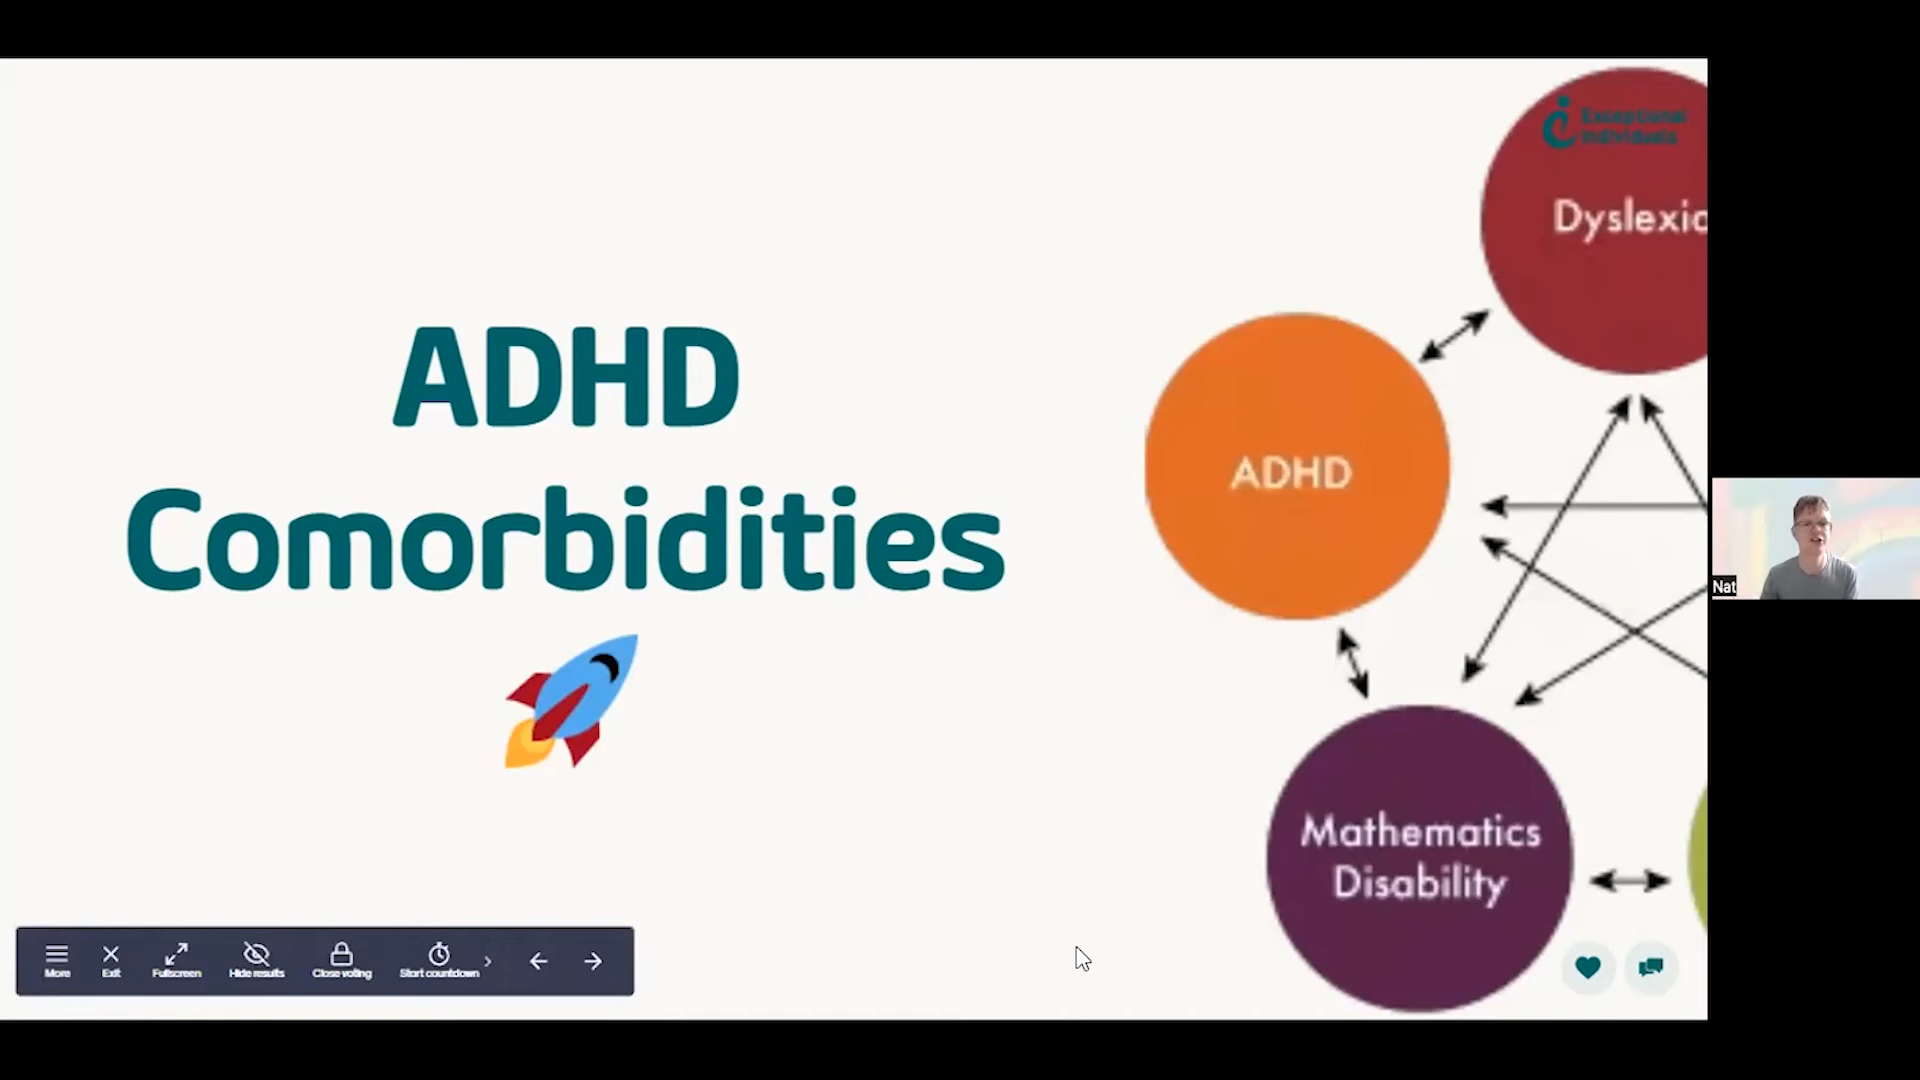 ADHD
Comorbidities
Exceptional
Individuals
Dyslexia
ADHD
Mathematics
Disability
Nat
More
Exit
Fullscreen
Hide results
Close voting
Start countdown